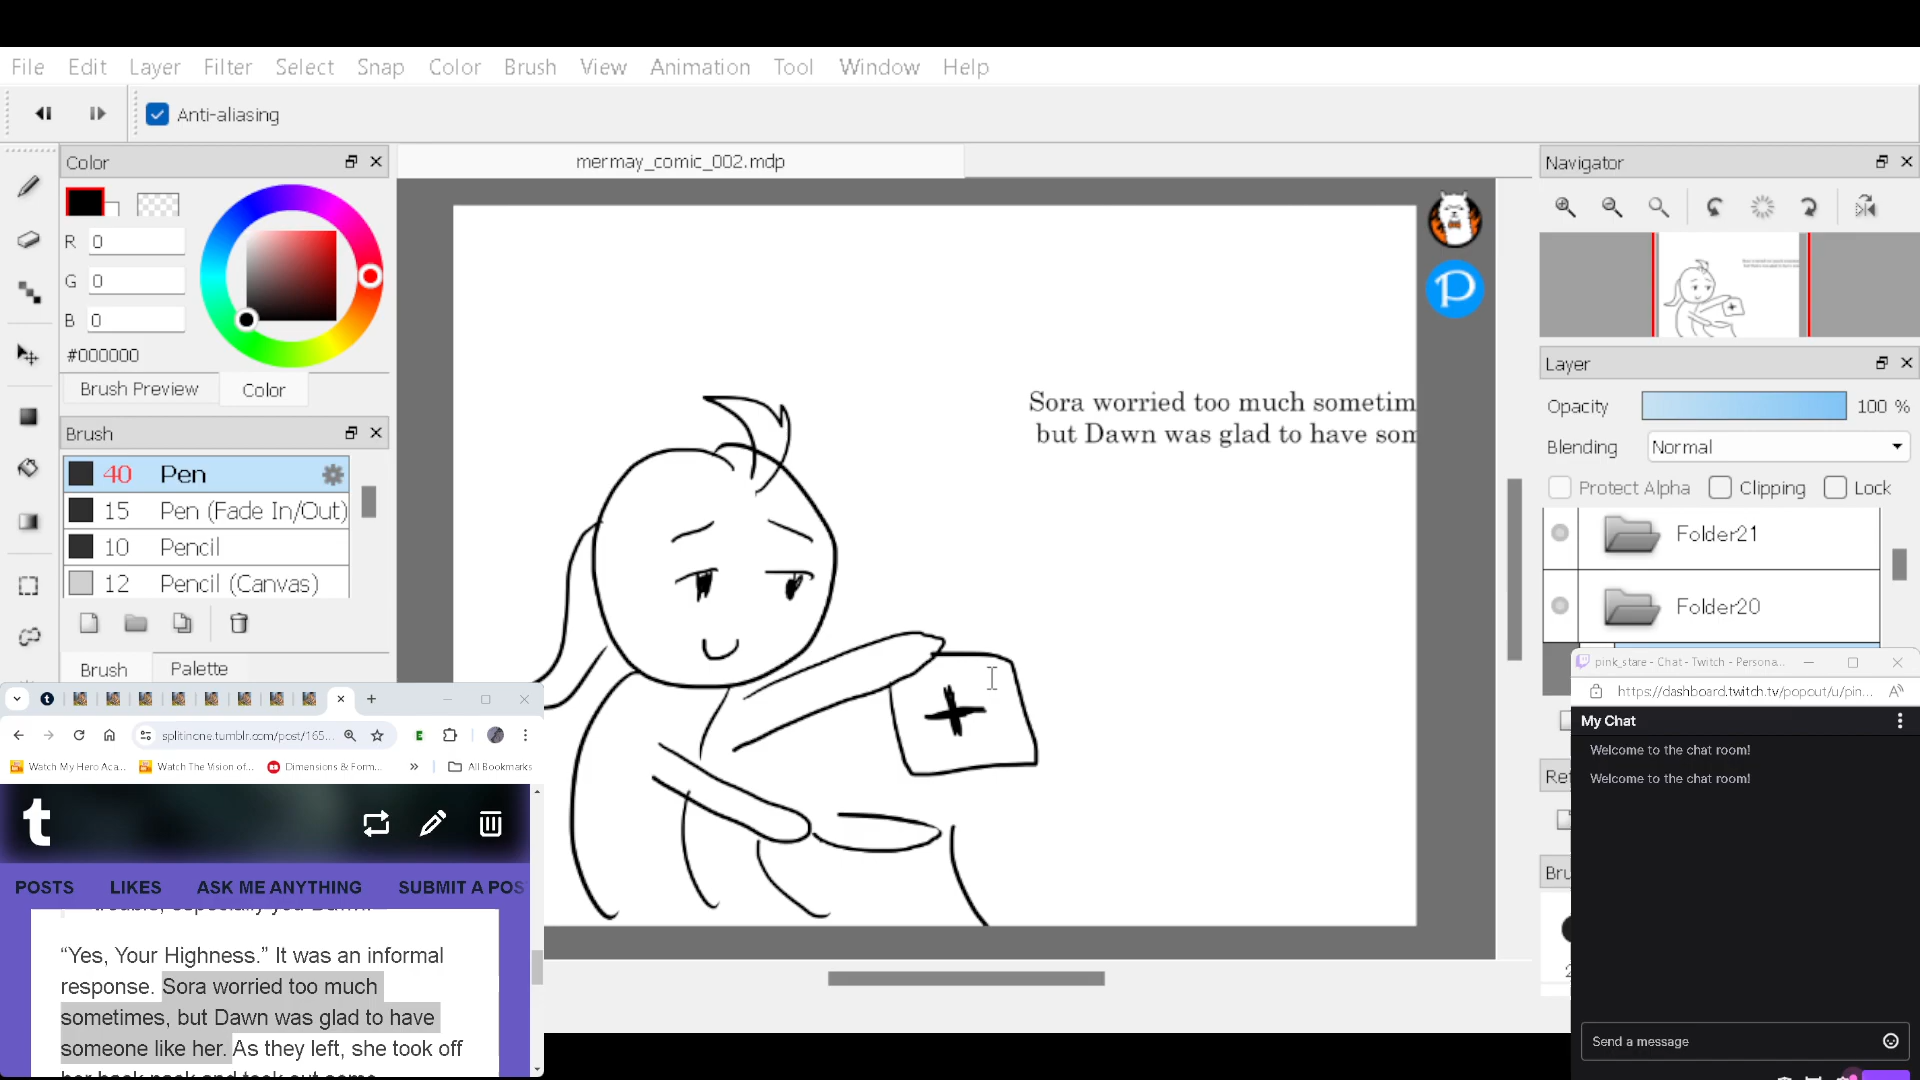 File Edit Layer Filter Select Snap Color Brush View Animation Tool Window Help
Anti-aliasing
Color
mermay_comic_002.mdp
Navigator
R 0
G 0
B 0
#000000
Brush Preview Color
Brush
40 Pen
15 Pen (Fade In/Out)
10 Pencil
12 Pencil (Canvas)
Brush Palette
P
Sora worried too much sometim
but Dawn was glad to have som
Layer
Opacity 100 %
Blending Normal
Protect Alpha Clipping Lock
Folder21
Folder20
splitinone.tumblr.com/post/165...
Watch My Hero Aca... Watch The Vision of... Dimensions & Form... » All Bookmarks
t
POSTS LIKES ASK ME ANYTHING SUBMIT A POS
“Yes, Your Highness.” It was an informal
response. Sora worried too much
sometimes, but Dawn was glad to have
someone like her. As they left, she took off
pink_stare - Chat - Twitch - Persona...
https://dashboard.twitch.tv/popout/u/pin...
My Chat
Welcome to the chat room!
Welcome to the chat room!
Send a message
Ref
Bru